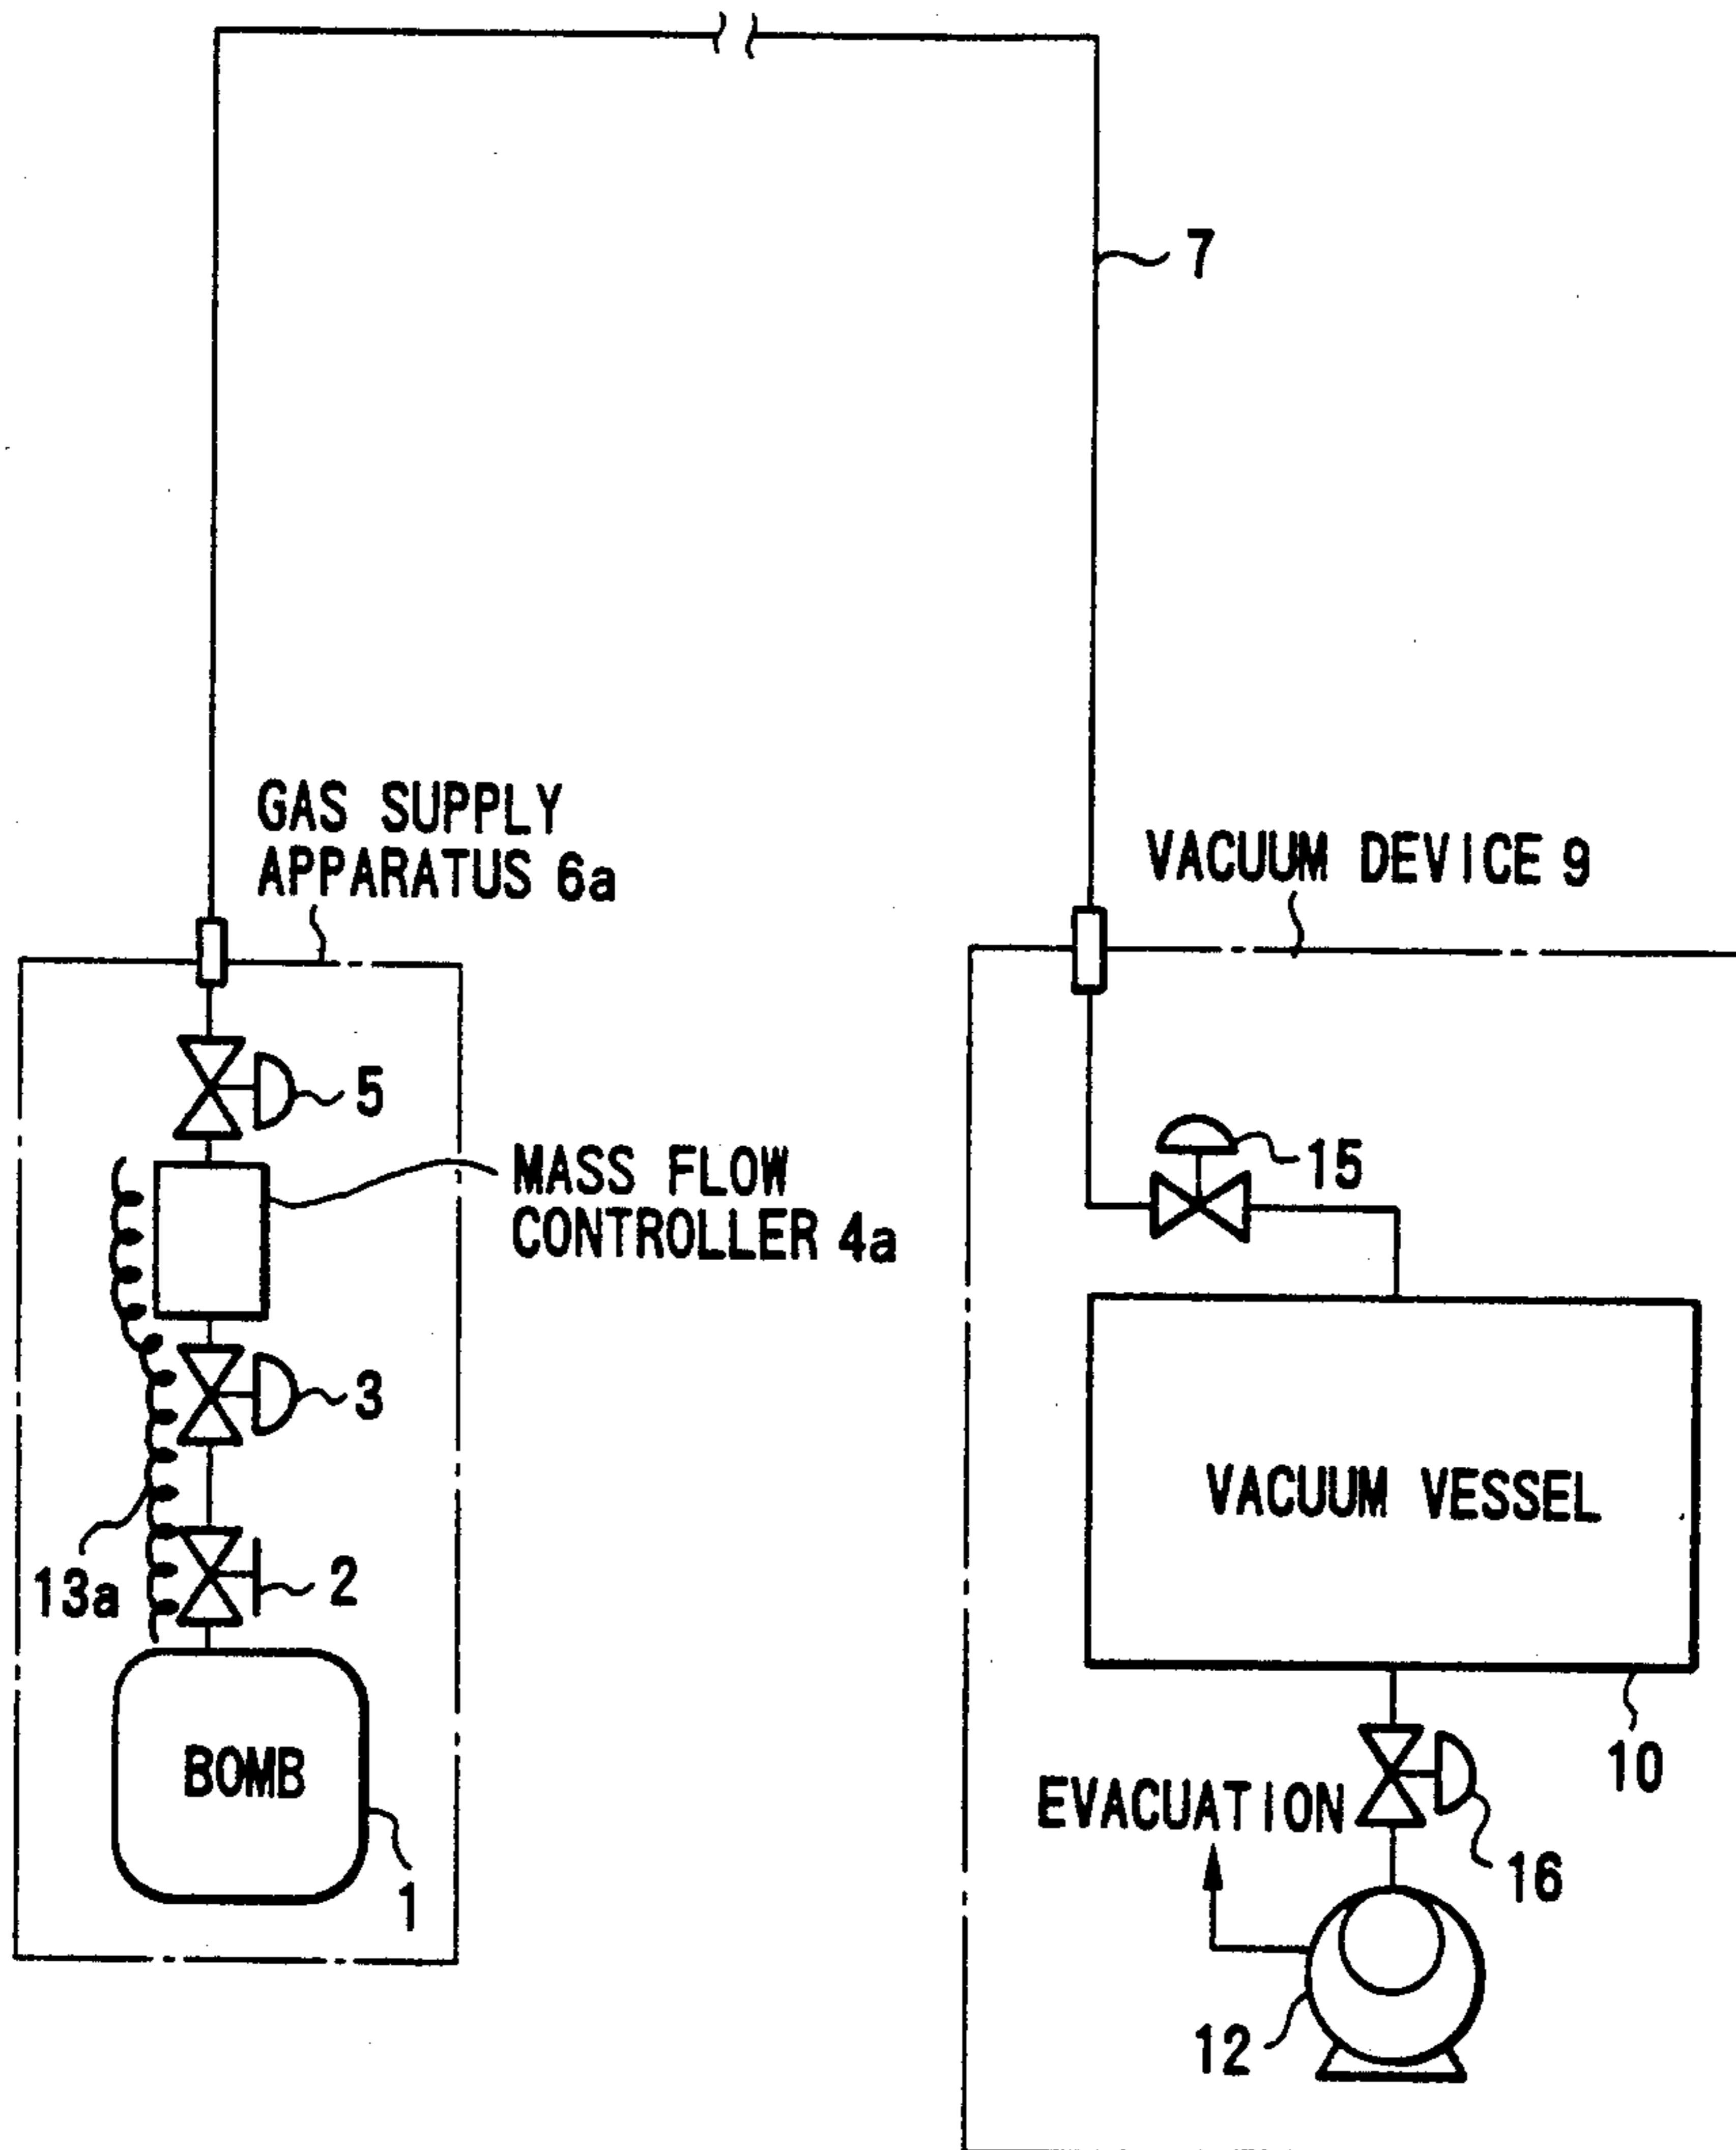 7
GAS SUPPLY
APPARATUS 6a
VACUUM DEVICE 9
5
MASS FLOW
CONTROLLER 4a
15
3
VACUUM VESSEL
13a
2
BOMB
10
EVACUATION
1
16
12